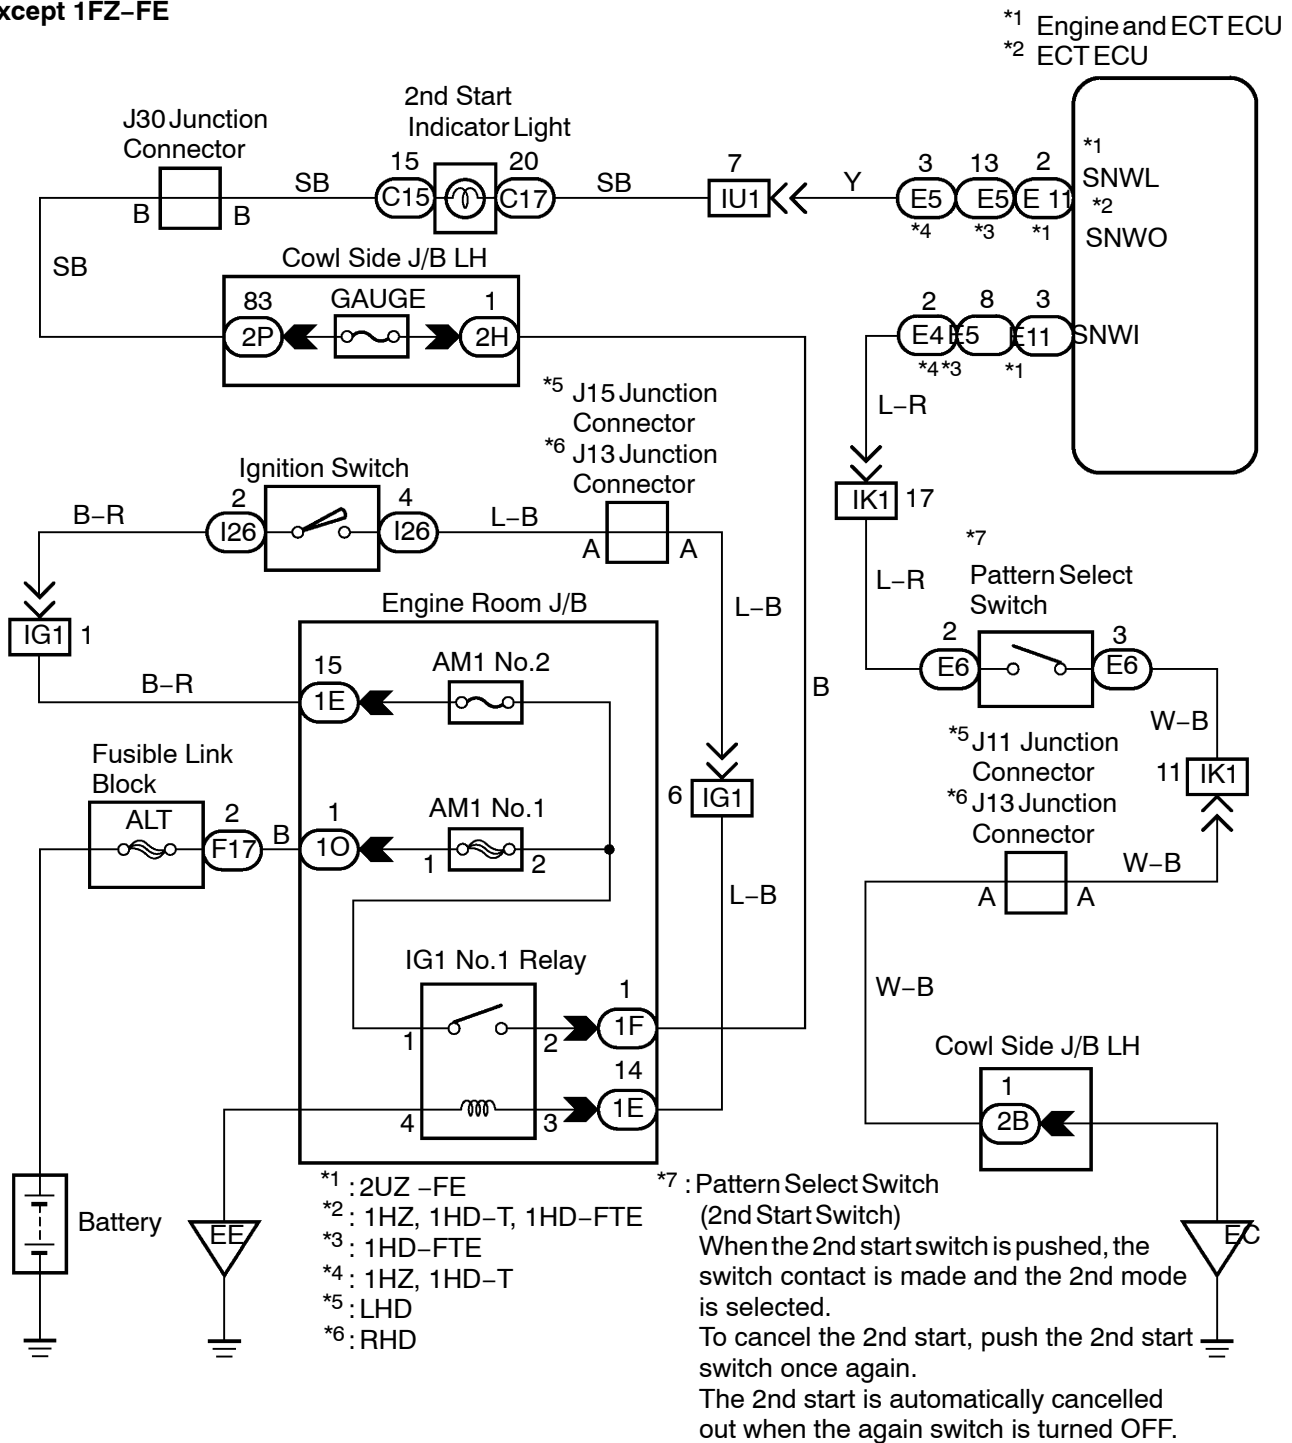 xcept 1FZ−FE
*1 Engine and ECT ECU
*2 ECT ECU
J30 Junction
Connector
2nd Start
Indicator Light
15
20
7
3
13
2
*1
SNWL
*2
SNWO
B
B
SB
C15
C17
SB
IU1
Y
E5
E5
E 11
*4
*3
*1
SB
Cowl Side J/B LH
83
GAUGE
1
2P
2H
2
8
3
E4
E5
E11
SNWI
*4
*3
*1
L−R
*5 J15 Junction
Connector
*6 J13 Junction
Connector
Ignition Switch
B−R
2
4
I26
I26
L−B
A
A
IK1
17
*7
Pattern Select
Switch
L−R
2
3
E6
E6
IG1
1
Engine Room J/B
L−B
B−R
15
1E
AM1 No.2
B
W−B
Fusible Link
Block
ALT
2
F17
B
1
1O
AM1 No.1
1
2
6
IG1
*5 J11 Junction
Connector
*6 J13 Junction
Connector
11
IK1
W−B
A
A
L−B
IG1 No.1 Relay
1
1
2
1F
14
4
3
1E
W−B
Cowl Side J/B LH
1
2B
Battery
EE
EC
*1 : 2UZ −FE
*2 : 1HZ, 1HD−T, 1HD−FTE
*3 : 1HD−FTE
*4 : 1HZ, 1HD−T
*5 : LHD
*6 : RHD
*7 : Pattern Select Switch
(2nd Start Switch)
When the 2nd start switch is pushed, the
switch contact is made and the 2nd mode
is selected.
To cancel the 2nd start, push the 2nd start
switch once again.
The 2nd start is automatically cancelled
out when the again switch is turned OFF.